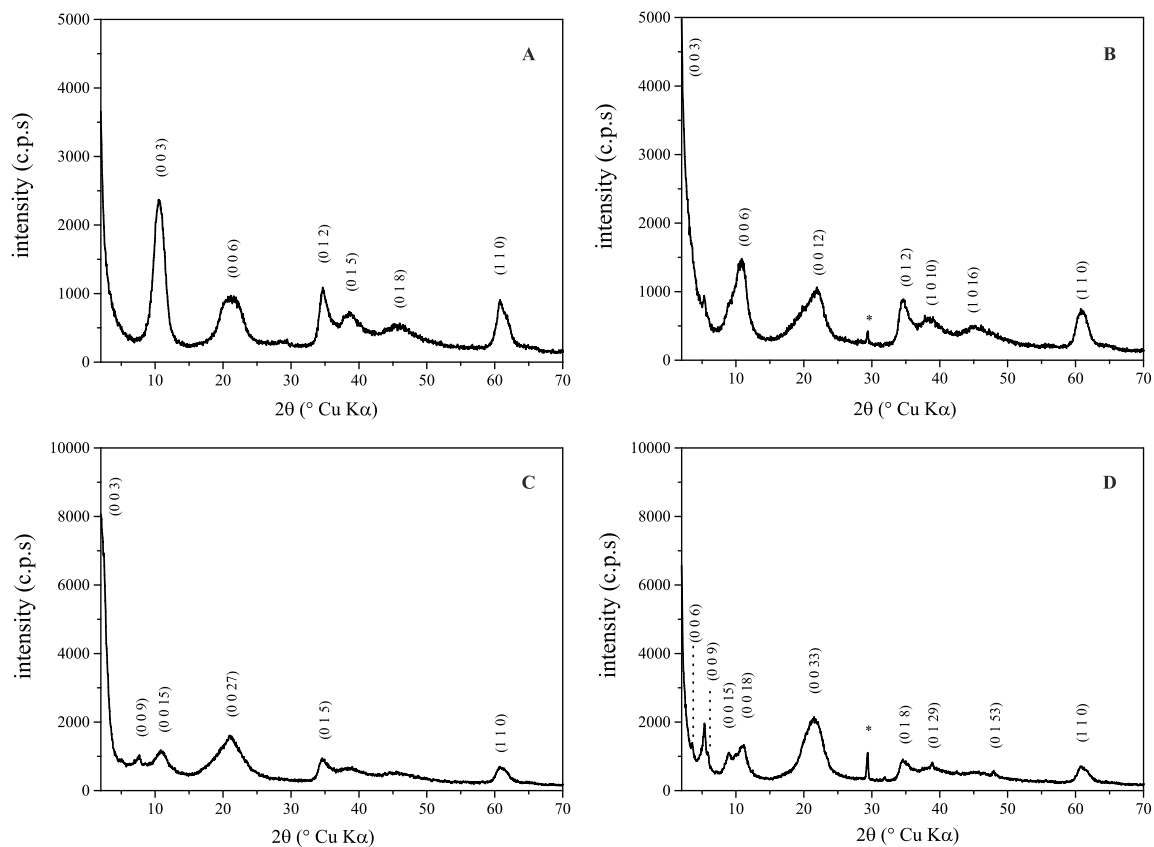 A
intensity (c.p.s)
5000
4000
3000
2000
1000
0
(0 0 3)
(0 0 6)
(0 1 2)
(0 1 5)
(0 1 8)
(1 1 0)
10 20 30 40 50 60 70
2θ (° Cu Kα)
B
intensity (c.p.s)
5000
4000
3000
2000
1000
0
(0 0 3)
(0 0 6)
(0 0 12)
*
(0 1 2)
(1 0 10)
(1 0 16)
(1 1 0)
10 20 30 40 50 60 70
2θ (° Cu Kα)
C
intensity (c.p.s)
10000
8000
6000
4000
2000
0
(0 0 3)
(0 0 9)
(0 0 15)
(0 0 27)
(0 1 5)
(1 1 0)
10 20 30 40 50 60 70
2θ (° Cu Kα)
D
intensity (c.p.s)
10000
8000
6000
4000
2000
0
(0 0 6)
(0 0 9)
(0 0 15)
(0 0 18)
(0 0 33)
*
(0 1 8)
(0 1 29)
(0 1 53)
(1 1 0)
10 20 30 40 50 60 70
2θ (° Cu Kα)